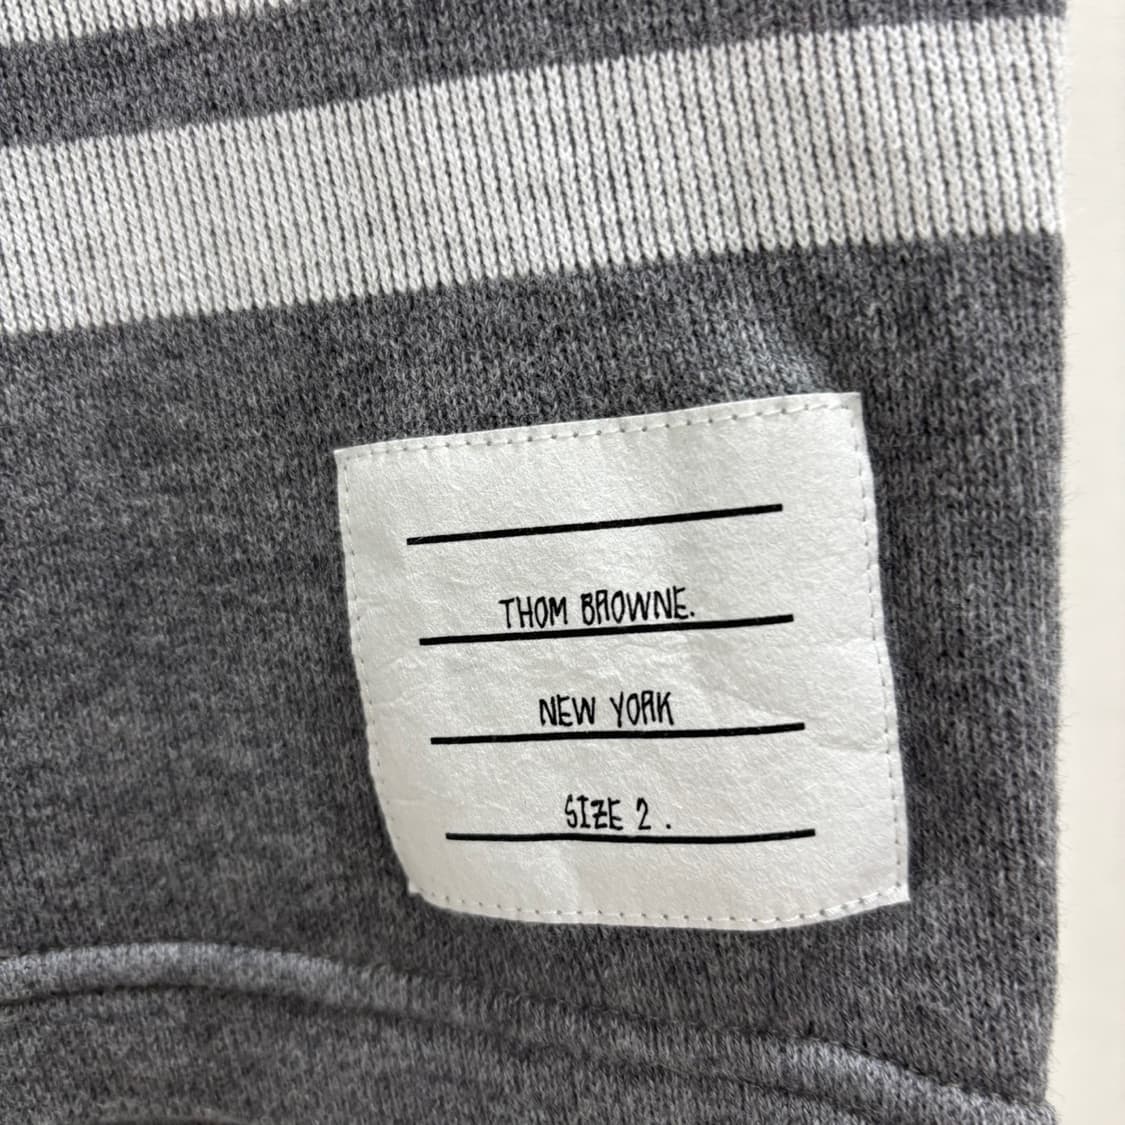 THOM BROWNE.
NEW YORK
SIZE 2 .